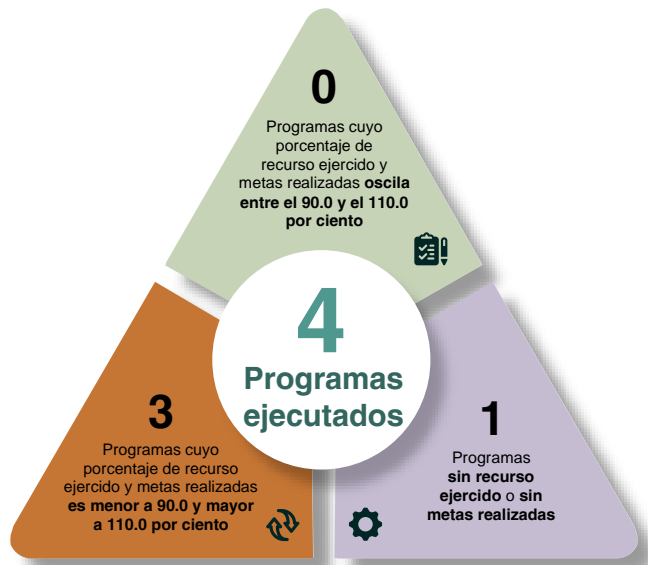 0
Programas cuyo
porcentaje de
recurso ejercido y
metas realizadas oscila
entre el 90.0 y el 110.0
por ciento
4
Programas
ejecutados
3
Programas cuyo
porcentaje de recurso
ejercido y metas realizadas
es menor a 90.0 y mayor
a 110.0 por ciento
1
Programas
sin recurso
ejercido o sin
metas realizadas